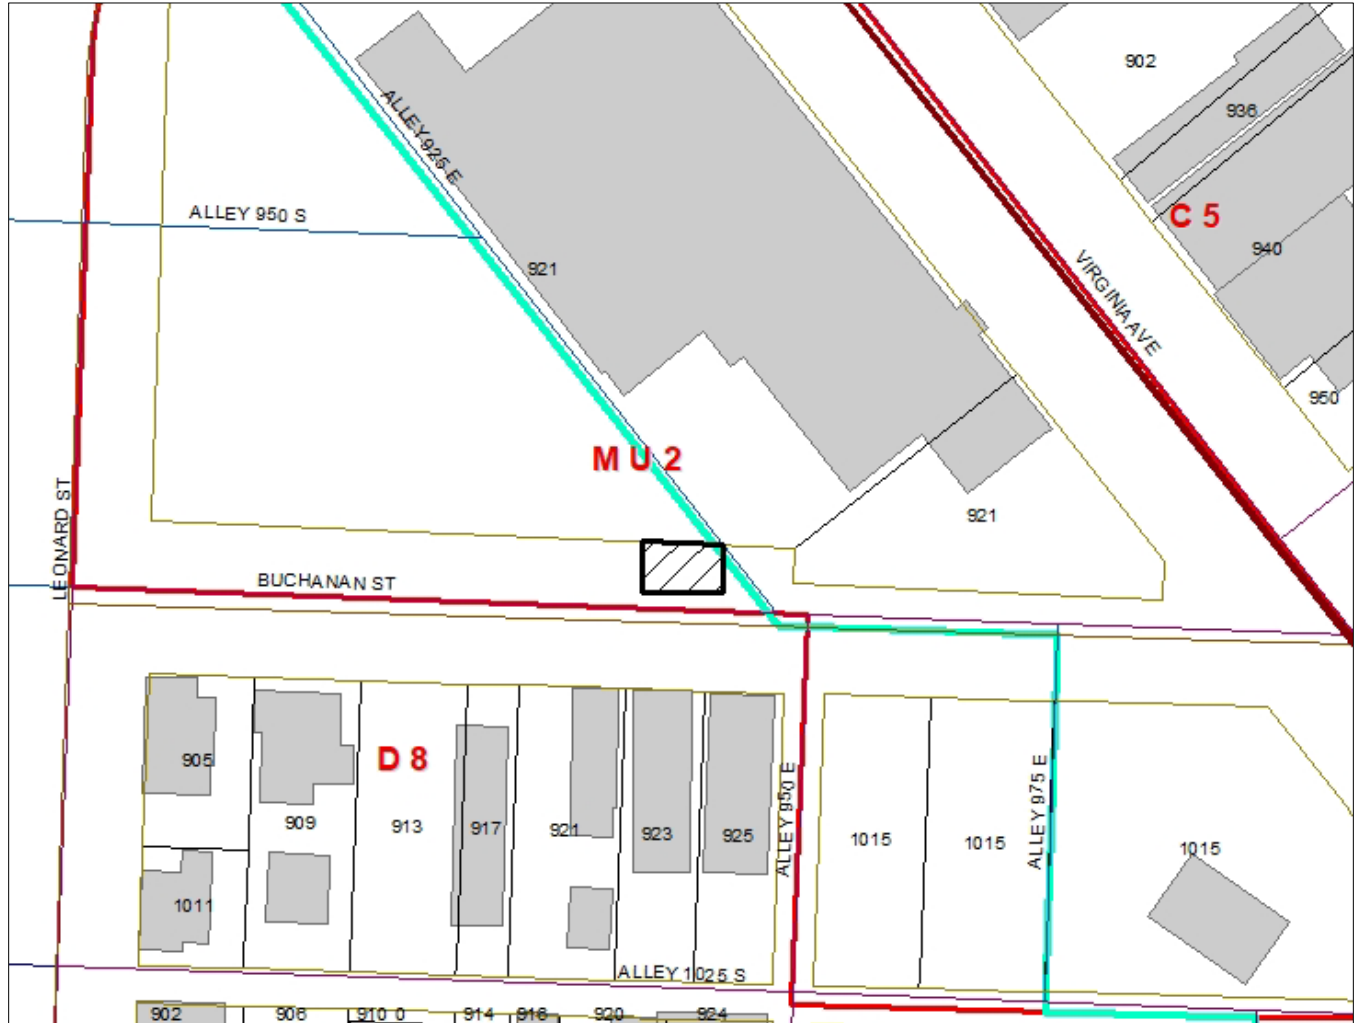 902
936
ALLEY 925 E
ALLEY 950 S
C 5
940
921
VIRGINIA AVE
950
M U 2
921
LEONARD ST
BUCHANAN ST
905
D 8
909
913
917
921
923
925
ALLEY 950 E
1015
1015
ALLEY 975 E
1015
1011
ALLEY 1025 S
902
906
910 0
914
916
920
924